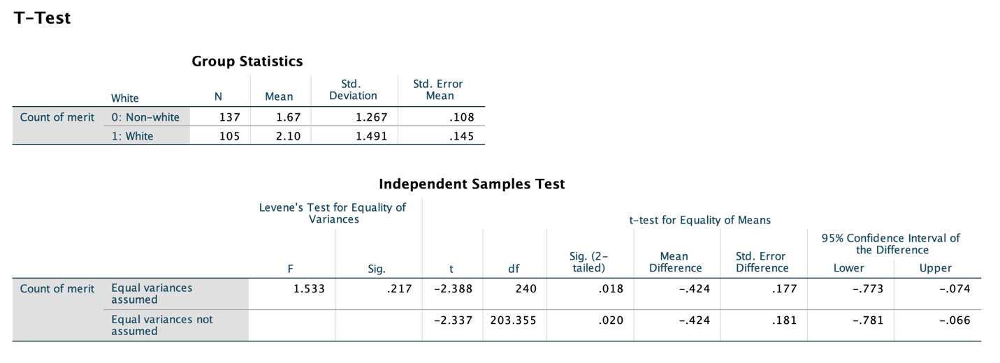 T-Test
Group Statistics
White N Mean Std. Deviation Std. Error Mean
Count of merit 0: Non-white 137 1.67 1.267 .108
1: White 105 2.10 1.491 .145
Independent Samples Test
Levene's Test for Equality of Variances
t-test for Equality of Means
95% Confidence Interval of the Difference
F Sig. t df Sig. (2-tailed) Mean Difference Std. Error Difference Lower Upper
Count of merit Equal variances assumed 1.533 .217 -2.388 240 .018 -.424 .177 -.773 -.074
Equal variances not assumed -2.337 203.355 .020 -.424 .181 -.781 -.066